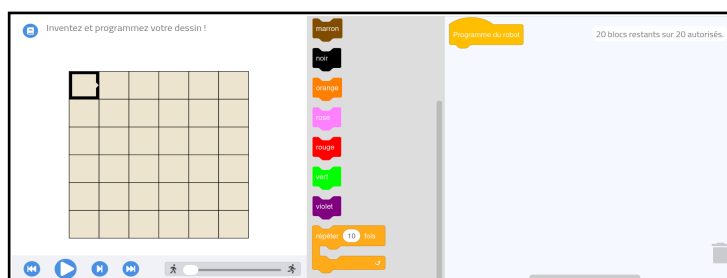 Inventez et programmez votre dessin !
marron
noir
orange
rose
rouge
vert
violet
répéter 10 fois
Programme du robot
20 blocs restants sur 20 autorisés.